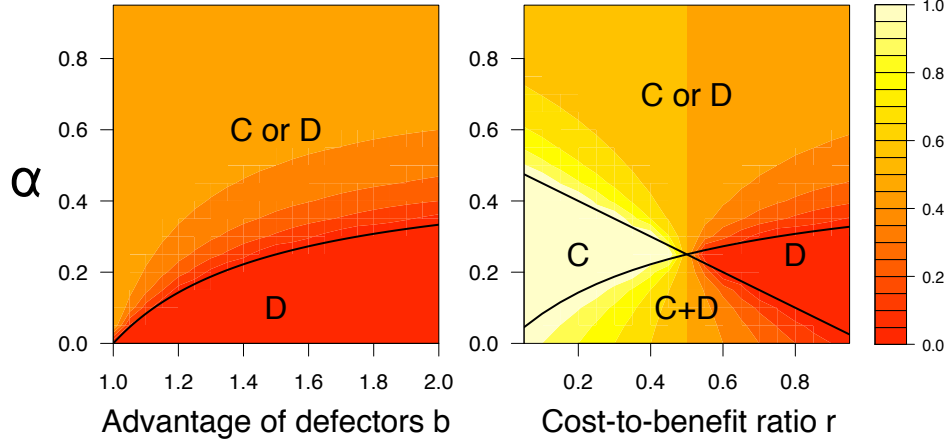 α
0.8
0.6
0.4
0.2
0.0
C or D
D
1.0 1.2 1.4 1.6 1.8 2.0
Advantage of defectors b
0.8
0.6
0.4
0.2
0.0
C or D
C
D
C+D
0.2 0.4 0.6 0.8
Cost-to-benefit ratio r
1.0
0.8
0.6
0.4
0.2
0.0